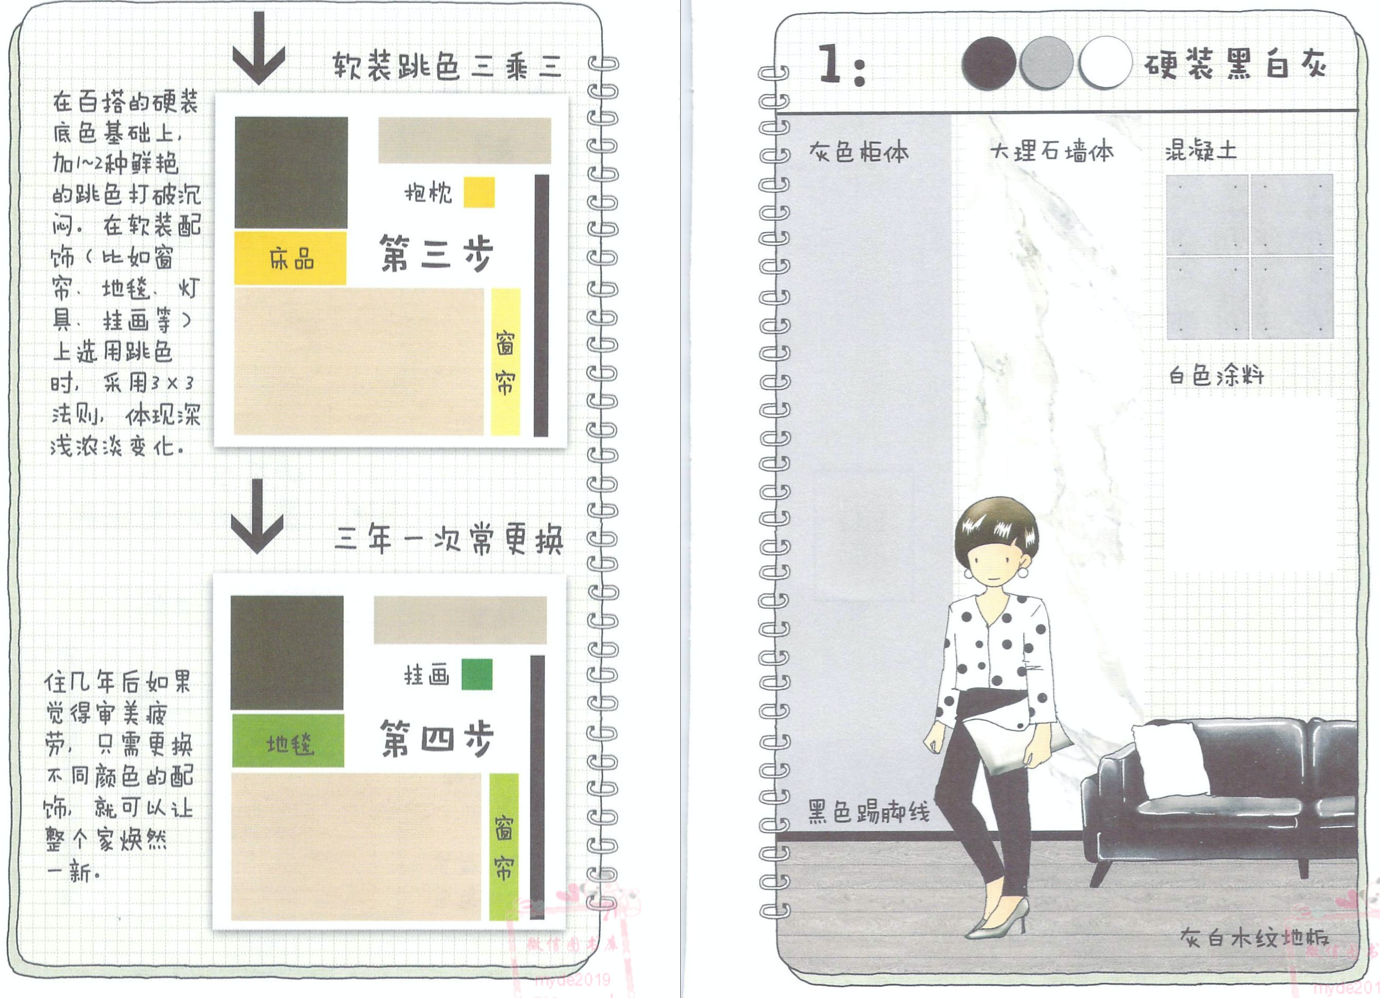 软装跳色三乘三
在百搭的硬装
底色基础上，
加1~2种鲜艳
的跳色打破沉
闷。在软装配
饰（比如窗
帘、地毯、灯
具、挂画等）
上选用跳色
时，采用3×3
法则，体现深
浅浓淡变化。
抱枕
第三步
床品
窗帘
三年一次常更换
住几年后如果
觉得审美疲
劳，只需更换
不同颜色的配
饰，就可以让
整个家焕然
一新。
挂画
第四步
地毯
窗帘
微信图书库
myde2019
1：
硬装黑白灰
灰色柜体
大理石墙体
混凝土
白色涂料
黑色踢脚线
灰白木纹地板